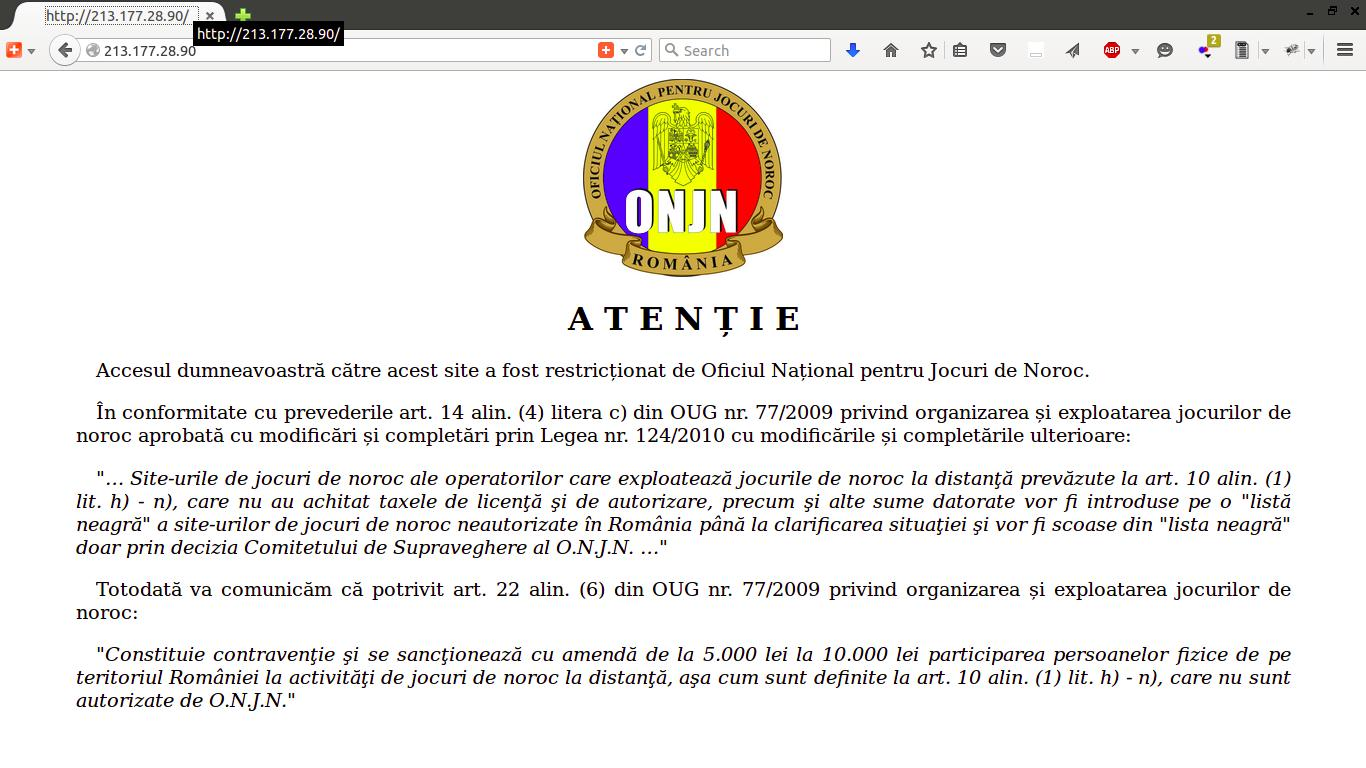 http://213.177.28.90/
http://213.177.28.90/
213.177.28.90
Search
ABP
2
OFICIUL NAȚIONAL PENTRU JOCURI DE NOROC
ONJN
ROMÂNIA
A T E N Ț I E
Accesul dumneavoastră către acest site a fost restricționat de Oficiul Național pentru Jocuri de Noroc.
În conformitate cu prevederile art. 14 alin. (4) litera c) din OUG nr. 77/2009 privind organizarea și exploatarea jocurilor de
noroc aprobată cu modificări și completări prin Legea nr. 124/2010 cu modificările și completările ulterioare:
"... Site-urile de jocuri de noroc ale operatorilor care exploatează jocurile de noroc la distanţă prevăzute la art. 10 alin. (1)
lit. h) - n), care nu au achitat taxele de licenţă şi de autorizare, precum şi alte sume datorate vor fi introduse pe o "listă
neagră" a site-urilor de jocuri de noroc neautorizate în România până la clarificarea situaţiei şi vor fi scoase din "lista neagră"
doar prin decizia Comitetului de Supraveghere al O.N.J.N. ..."
Totodată va comunicăm că potrivit art. 22 alin. (6) din OUG nr. 77/2009 privind organizarea și exploatarea jocurilor de
noroc:
"Constituie contravenţie şi se sancţionează cu amendă de la 5.000 lei la 10.000 lei participarea persoanelor fizice de pe
teritoriul României la activităţi de jocuri de noroc la distanţă, aşa cum sunt definite la art. 10 alin. (1) lit. h) - n), care nu sunt
autorizate de O.N.J.N."